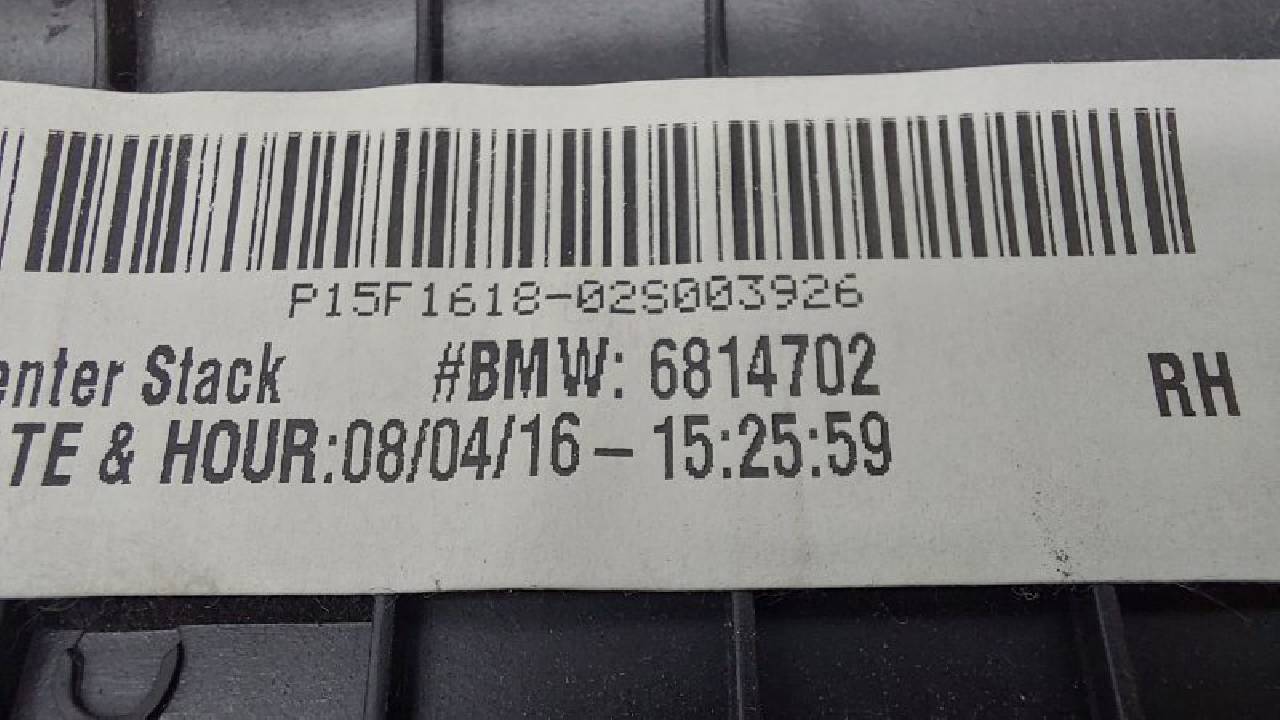 P15F1618-02S003926
enter Stack #BMW: 6814702 RH
TE & HOUR:08/04/16 – 15:25:59